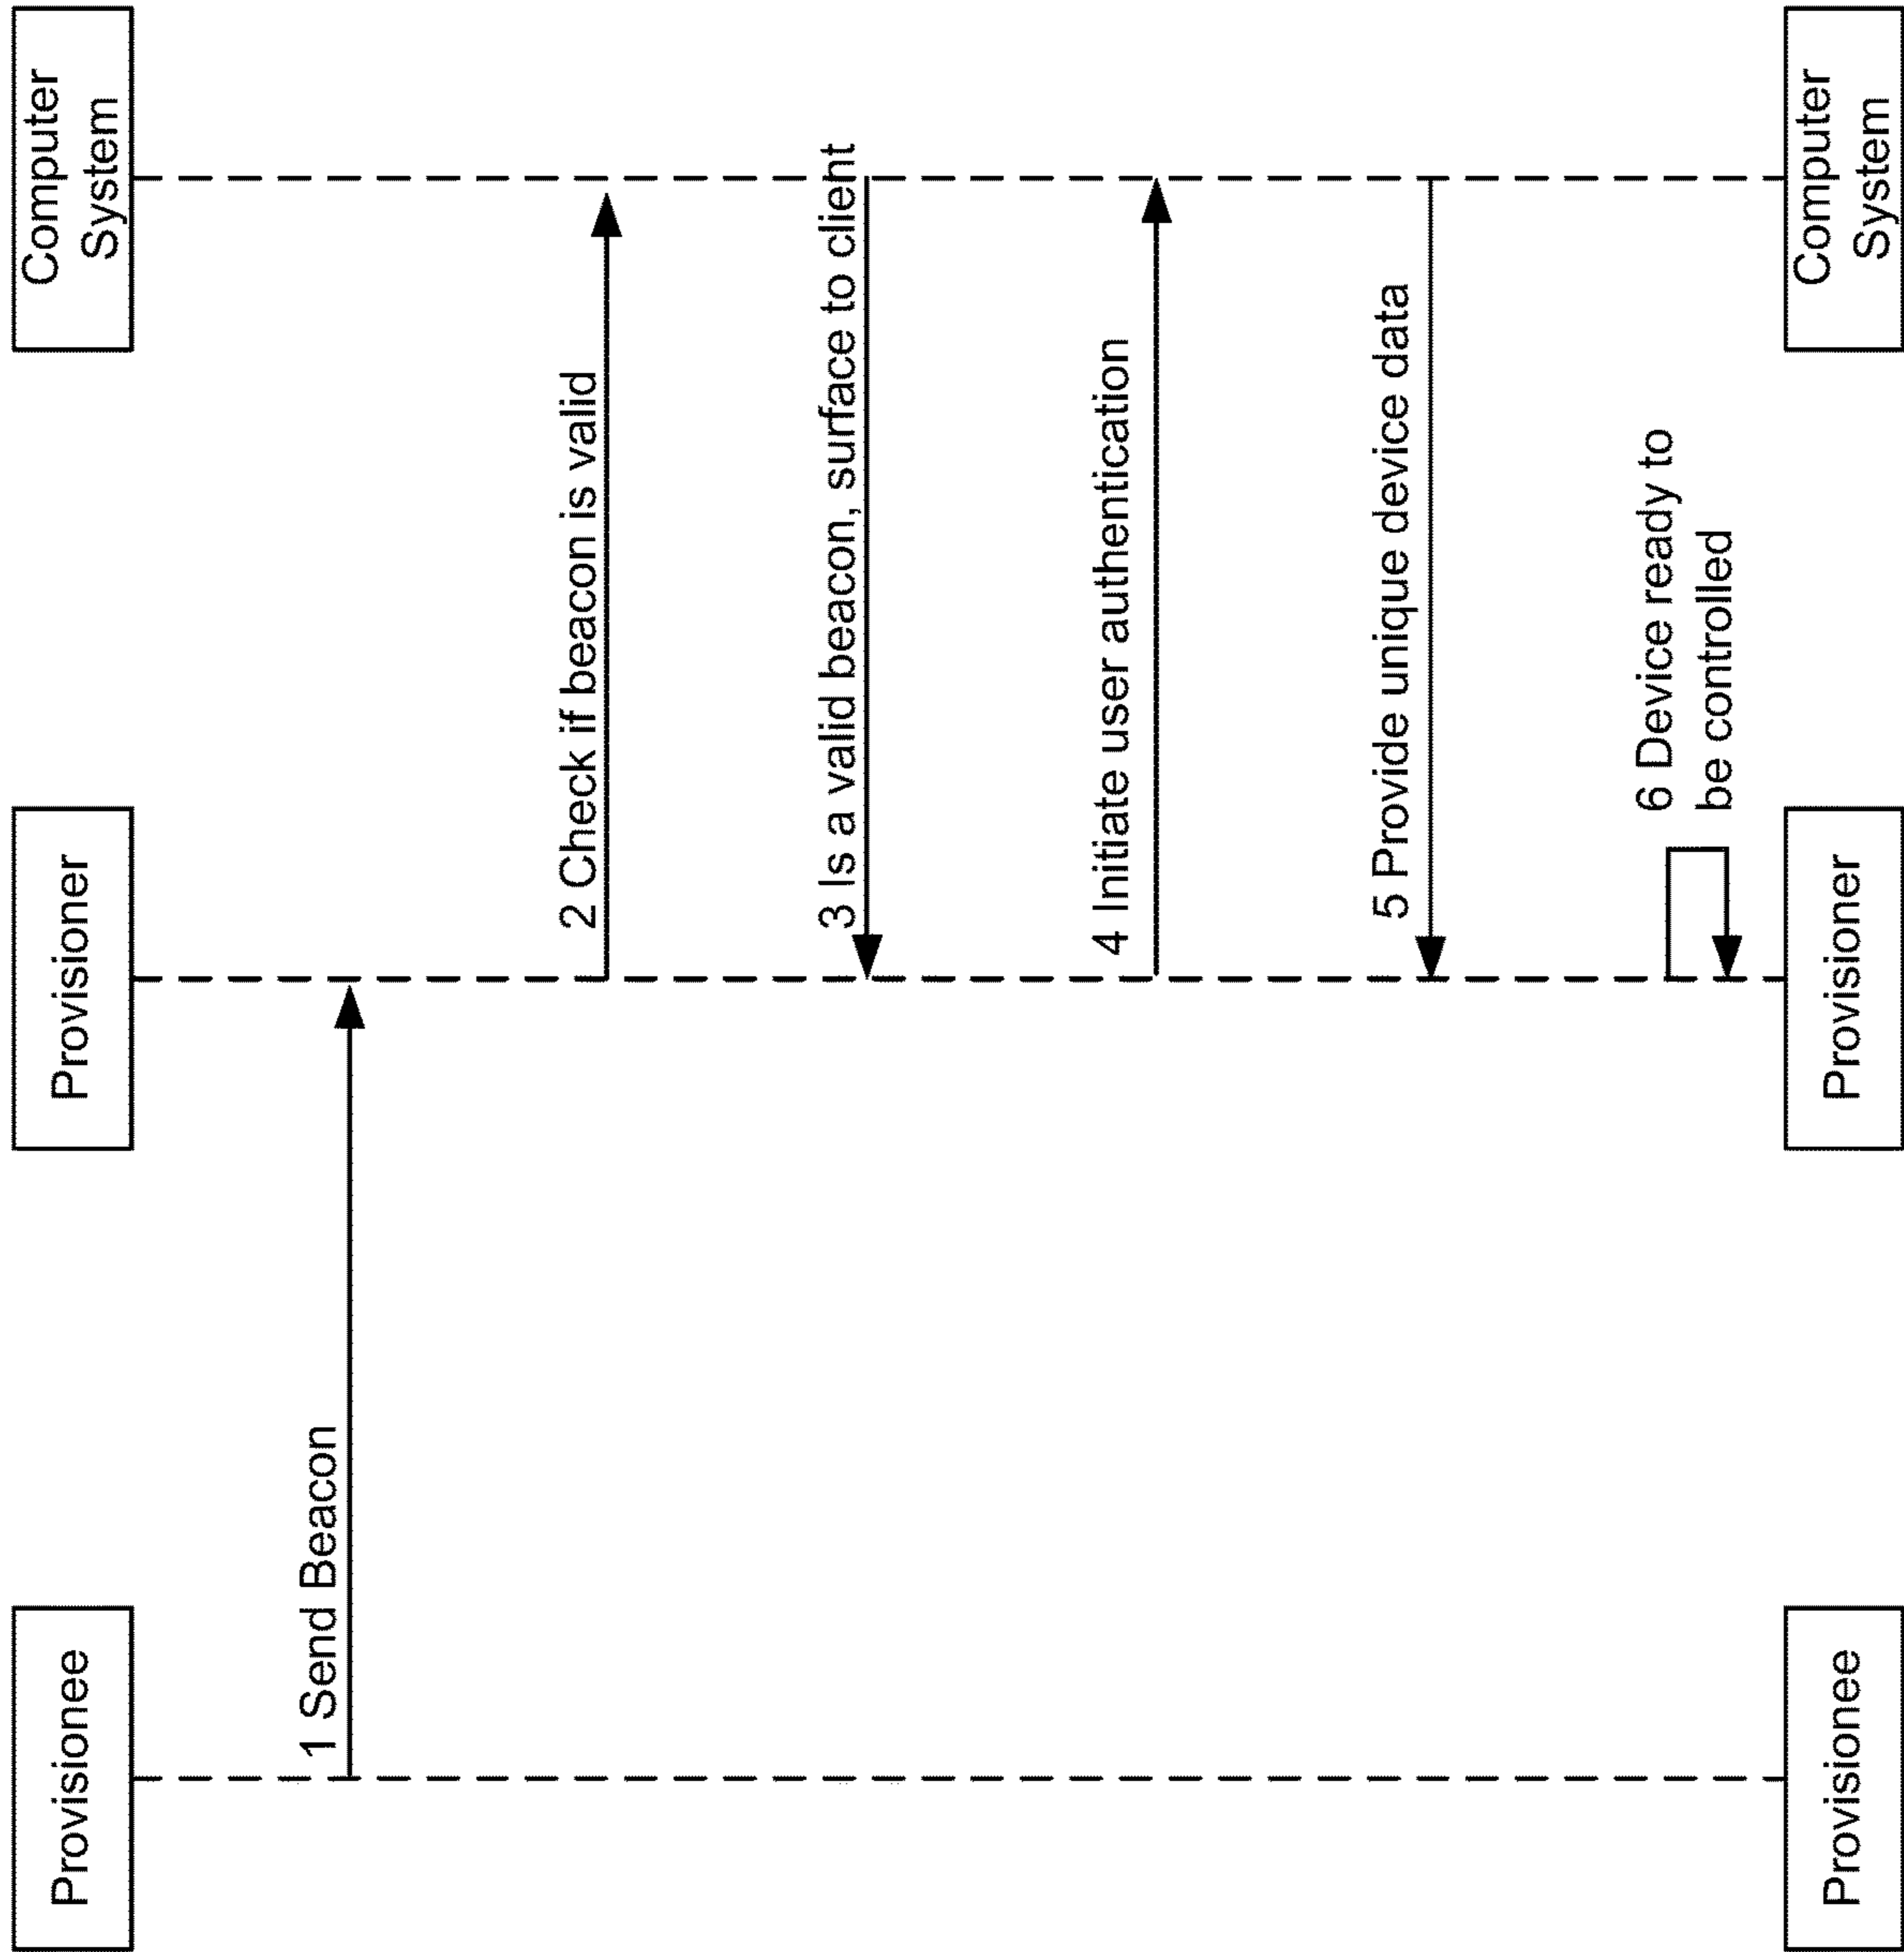 Provisionee
Provisioner
Computer
System
1 Send Beacon
2 Check if beacon is valid
3 Is a valid beacon, surface to client
4 Initiate user authentication
5 Provide unique device data
6 Device ready to
be controlled
Provisionee
Provisioner
Computer
System